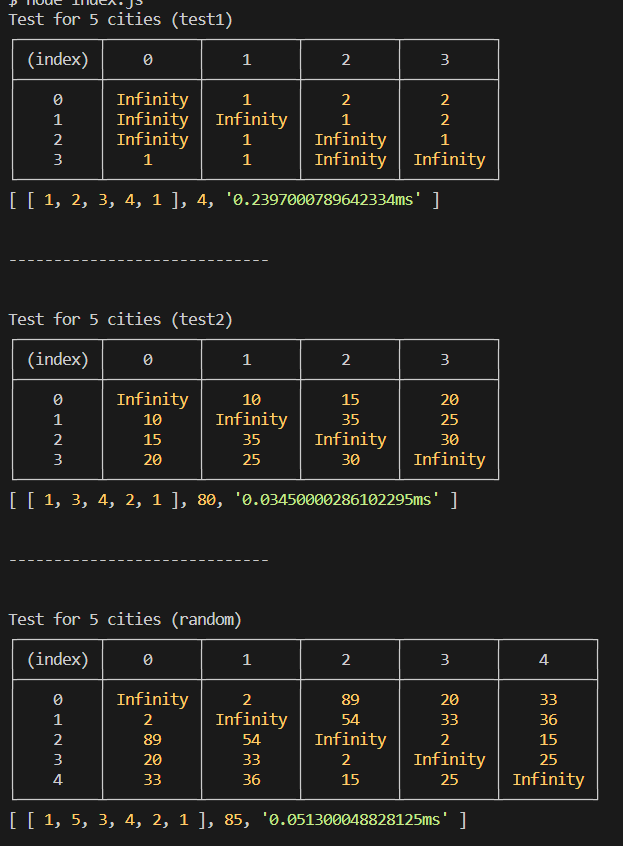 $ node index.js
Test for 5 cities (test1)
(index) 0 1 2 3
0 Infinity 1 2 2
1 Infinity Infinity 1 2
2 Infinity 1 Infinity 1
3 1 1 Infinity Infinity
[ [ 1, 2, 3, 4, 1 ], 4, '0.2397000789642334ms' ]
-----------------------------
Test for 5 cities (test2)
(index) 0 1 2 3
0 Infinity 10 15 20
1 10 Infinity 35 25
2 15 35 Infinity 30
3 20 25 30 Infinity
[ [ 1, 3, 4, 2, 1 ], 80, '0.03450000286102295ms' ]
-----------------------------
Test for 5 cities (random)
(index) 0 1 2 3 4
0 Infinity 2 89 20 33
1 2 Infinity 54 33 36
2 89 54 Infinity 2 15
3 20 33 2 Infinity 25
4 33 36 15 25 Infinity
[ [ 1, 5, 3, 4, 2, 1 ], 85, '0.051300048828125ms' ]